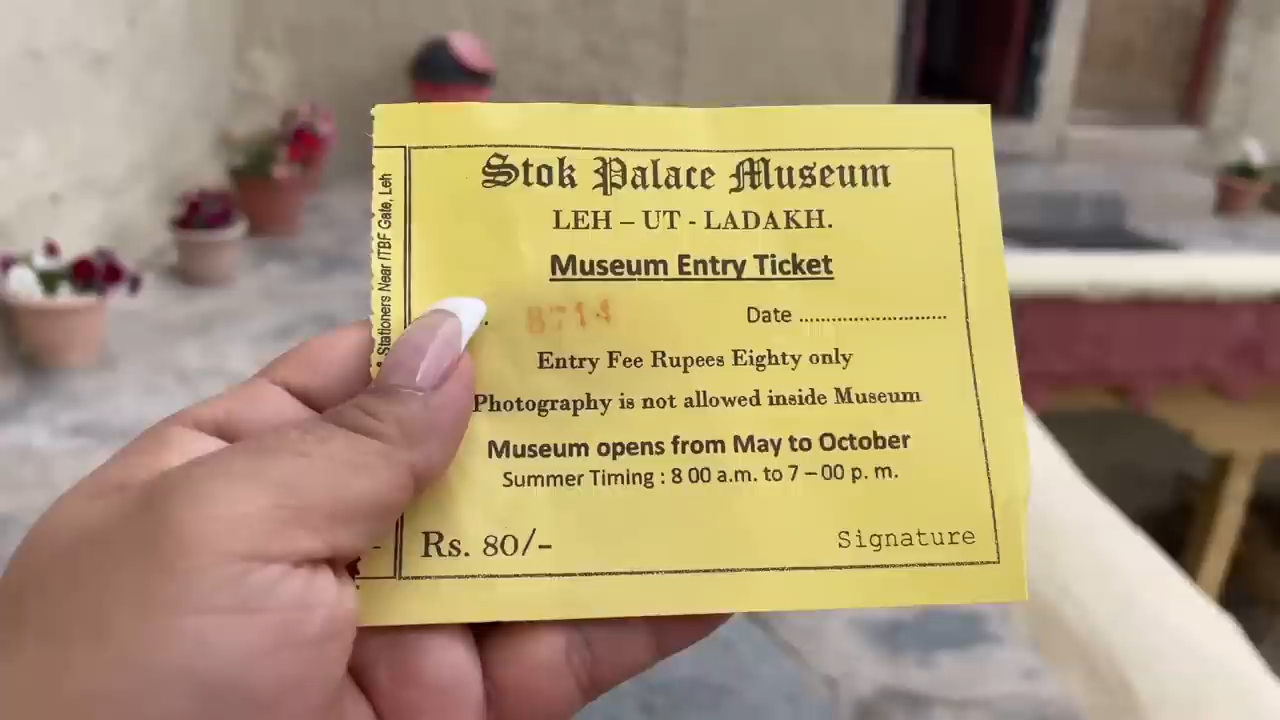 Stok Palace Museum
LEH – UT - LADAKH.
Museum Entry Ticket
8714 Date ..........................
Entry Fee Rupees Eighty only
Photography is not allowed inside Museum
Museum opens from May to October
Summer Timing : 8 00 a.m. to 7 – 00 p. m.
Rs. 80/- Signature
Stationers Near ITBF Gate, Leh